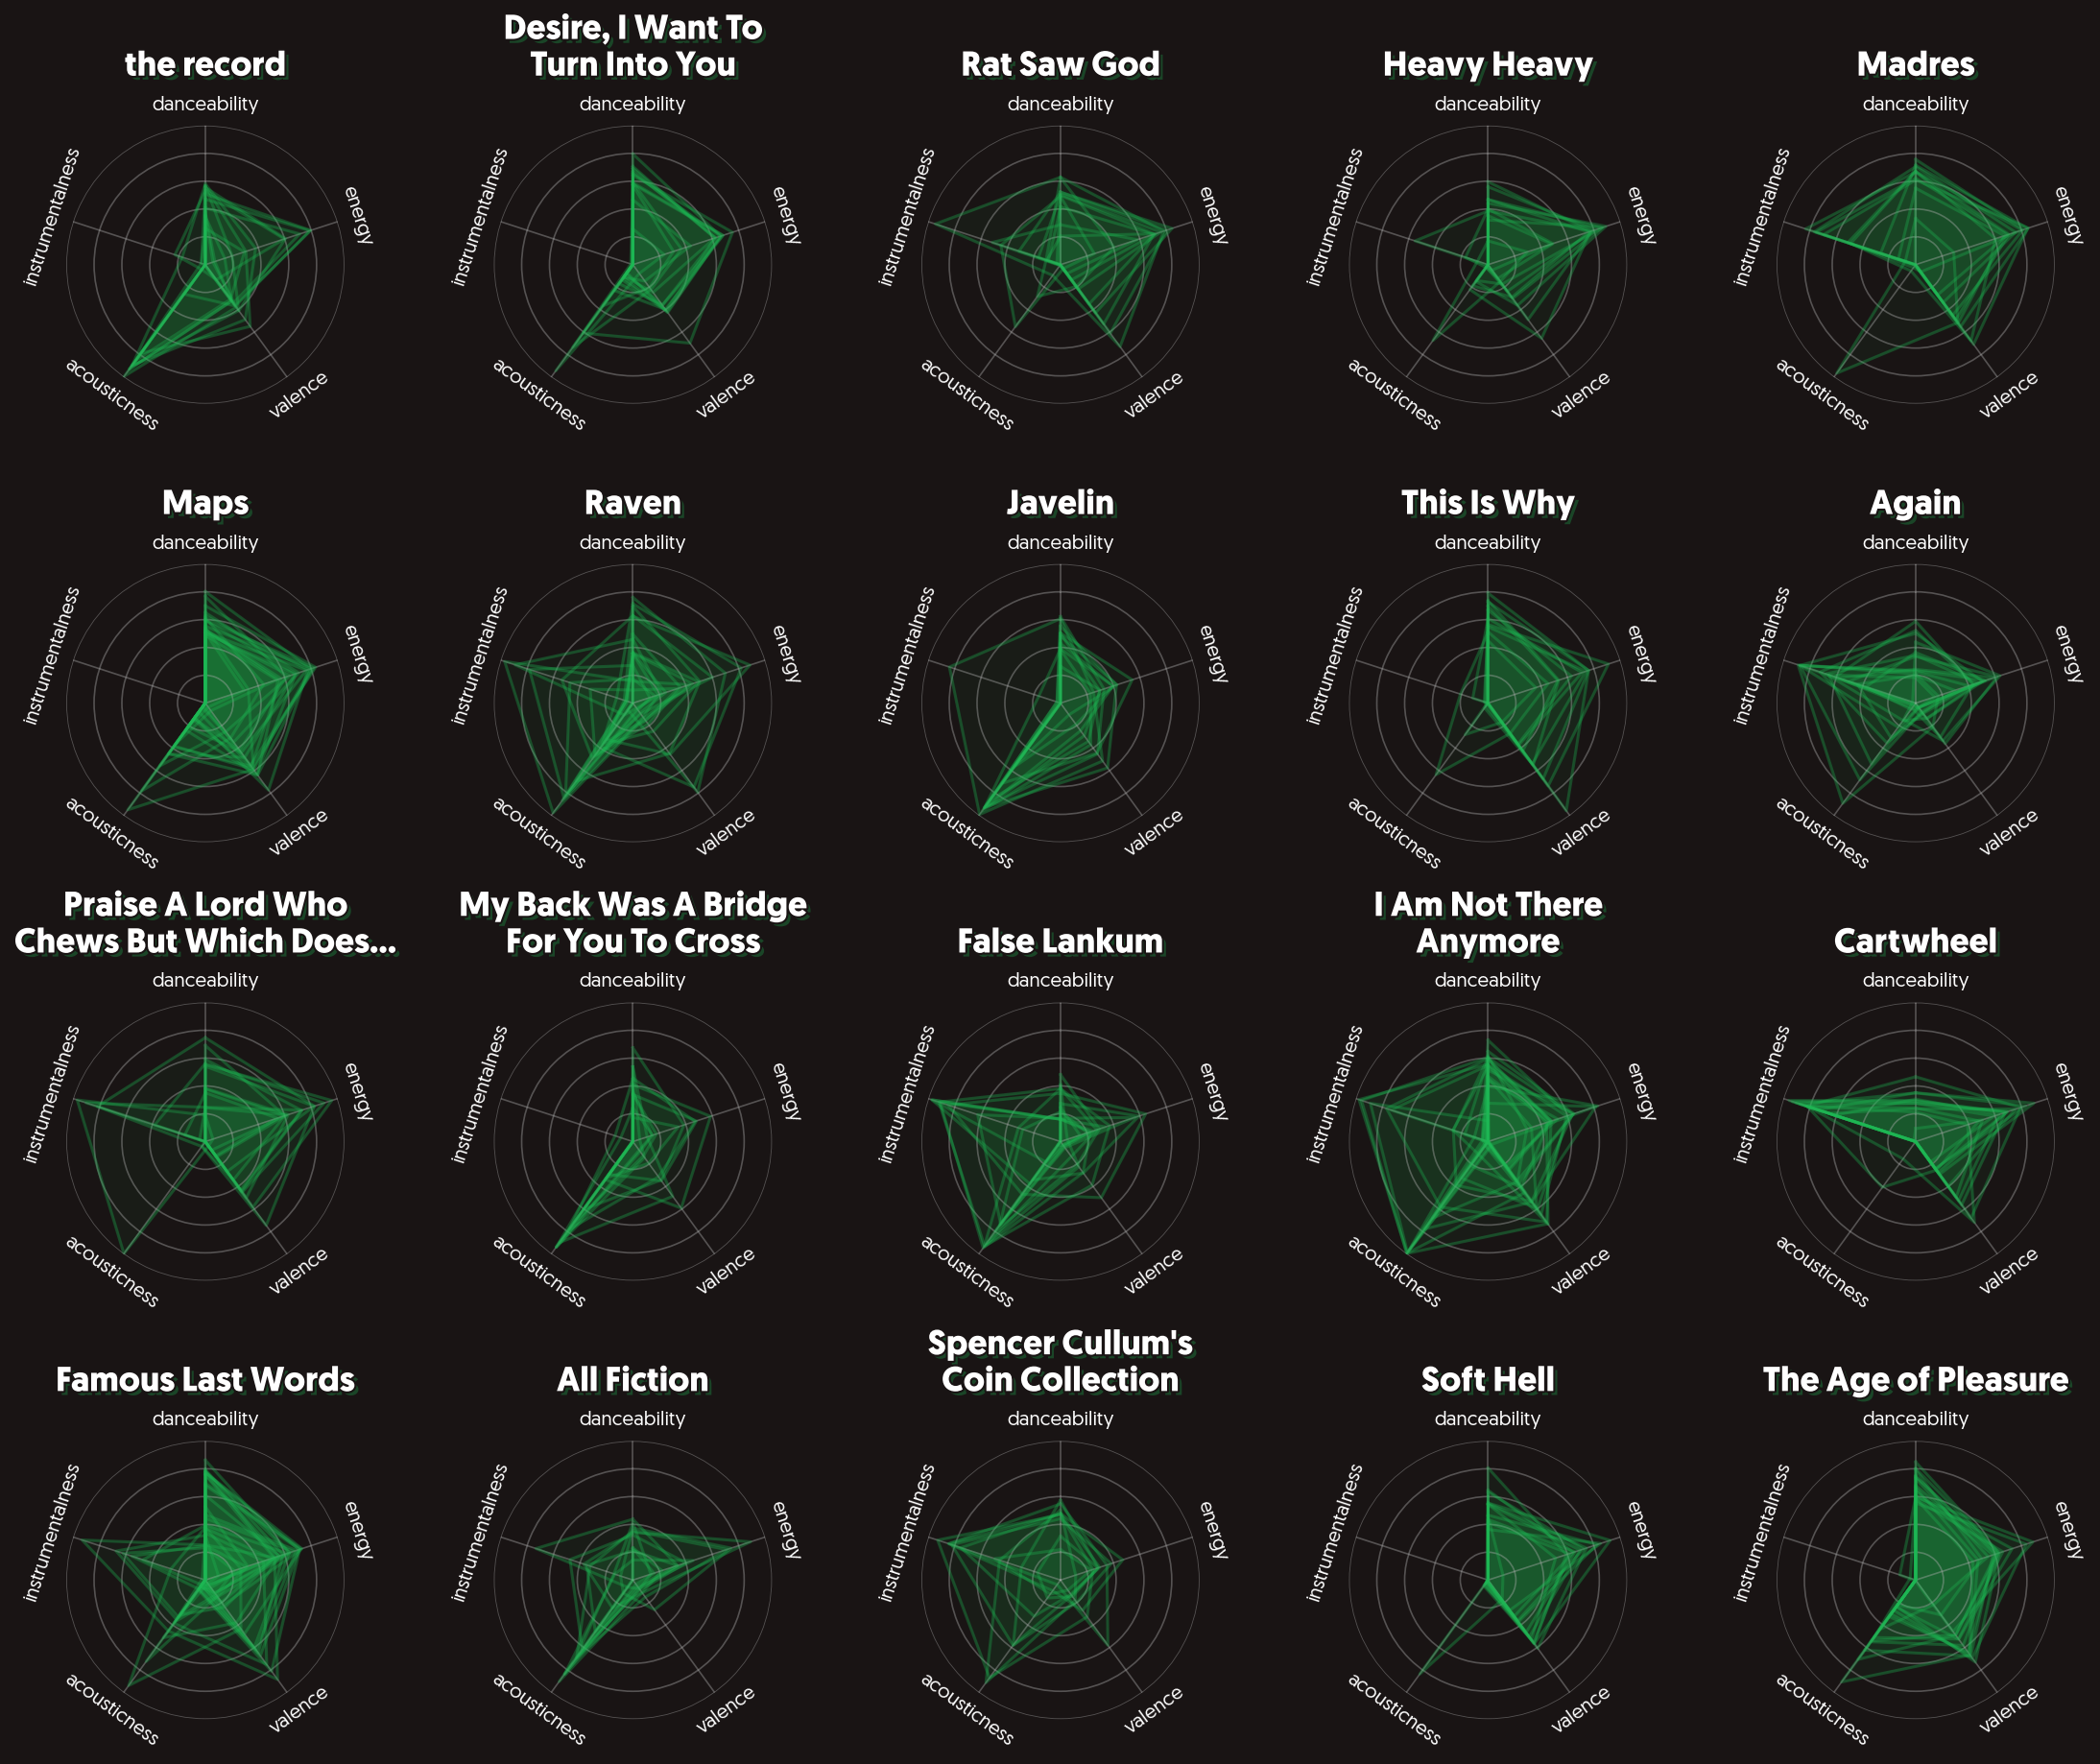 the record
danceability
energy
valence
acousticness
instrumentalness
Desire, I Want To
Turn Into You
danceability
energy
valence
acousticness
instrumentalness
Rat Saw God
danceability
energy
valence
acousticness
instrumentalness
Heavy Heavy
danceability
energy
valence
acousticness
instrumentalness
Madres
danceability
energy
valence
acousticness
instrumentalness
Maps
danceability
energy
valence
acousticness
instrumentalness
Raven
danceability
energy
valence
acousticness
instrumentalness
Javelin
danceability
energy
valence
acousticness
instrumentalness
This Is Why
danceability
energy
valence
acousticness
instrumentalness
Again
danceability
energy
valence
acousticness
instrumentalness
Praise A Lord Who
Chews But Which Does...
danceability
energy
valence
acousticness
instrumentalness
My Back Was A Bridge
For You To Cross
danceability
energy
valence
acousticness
instrumentalness
False Lankum
danceability
energy
valence
acousticness
instrumentalness
I Am Not There
Anymore
danceability
energy
valence
acousticness
instrumentalness
Cartwheel
danceability
energy
valence
acousticness
instrumentalness
Famous Last Words
danceability
energy
valence
acousticness
instrumentalness
All Fiction
danceability
energy
valence
acousticness
instrumentalness
Spencer Cullum's
Coin Collection
danceability
energy
valence
acousticness
instrumentalness
Soft Hell
danceability
energy
valence
acousticness
instrumentalness
The Age of Pleasure
danceability
energy
valence
acousticness
instrumentalness